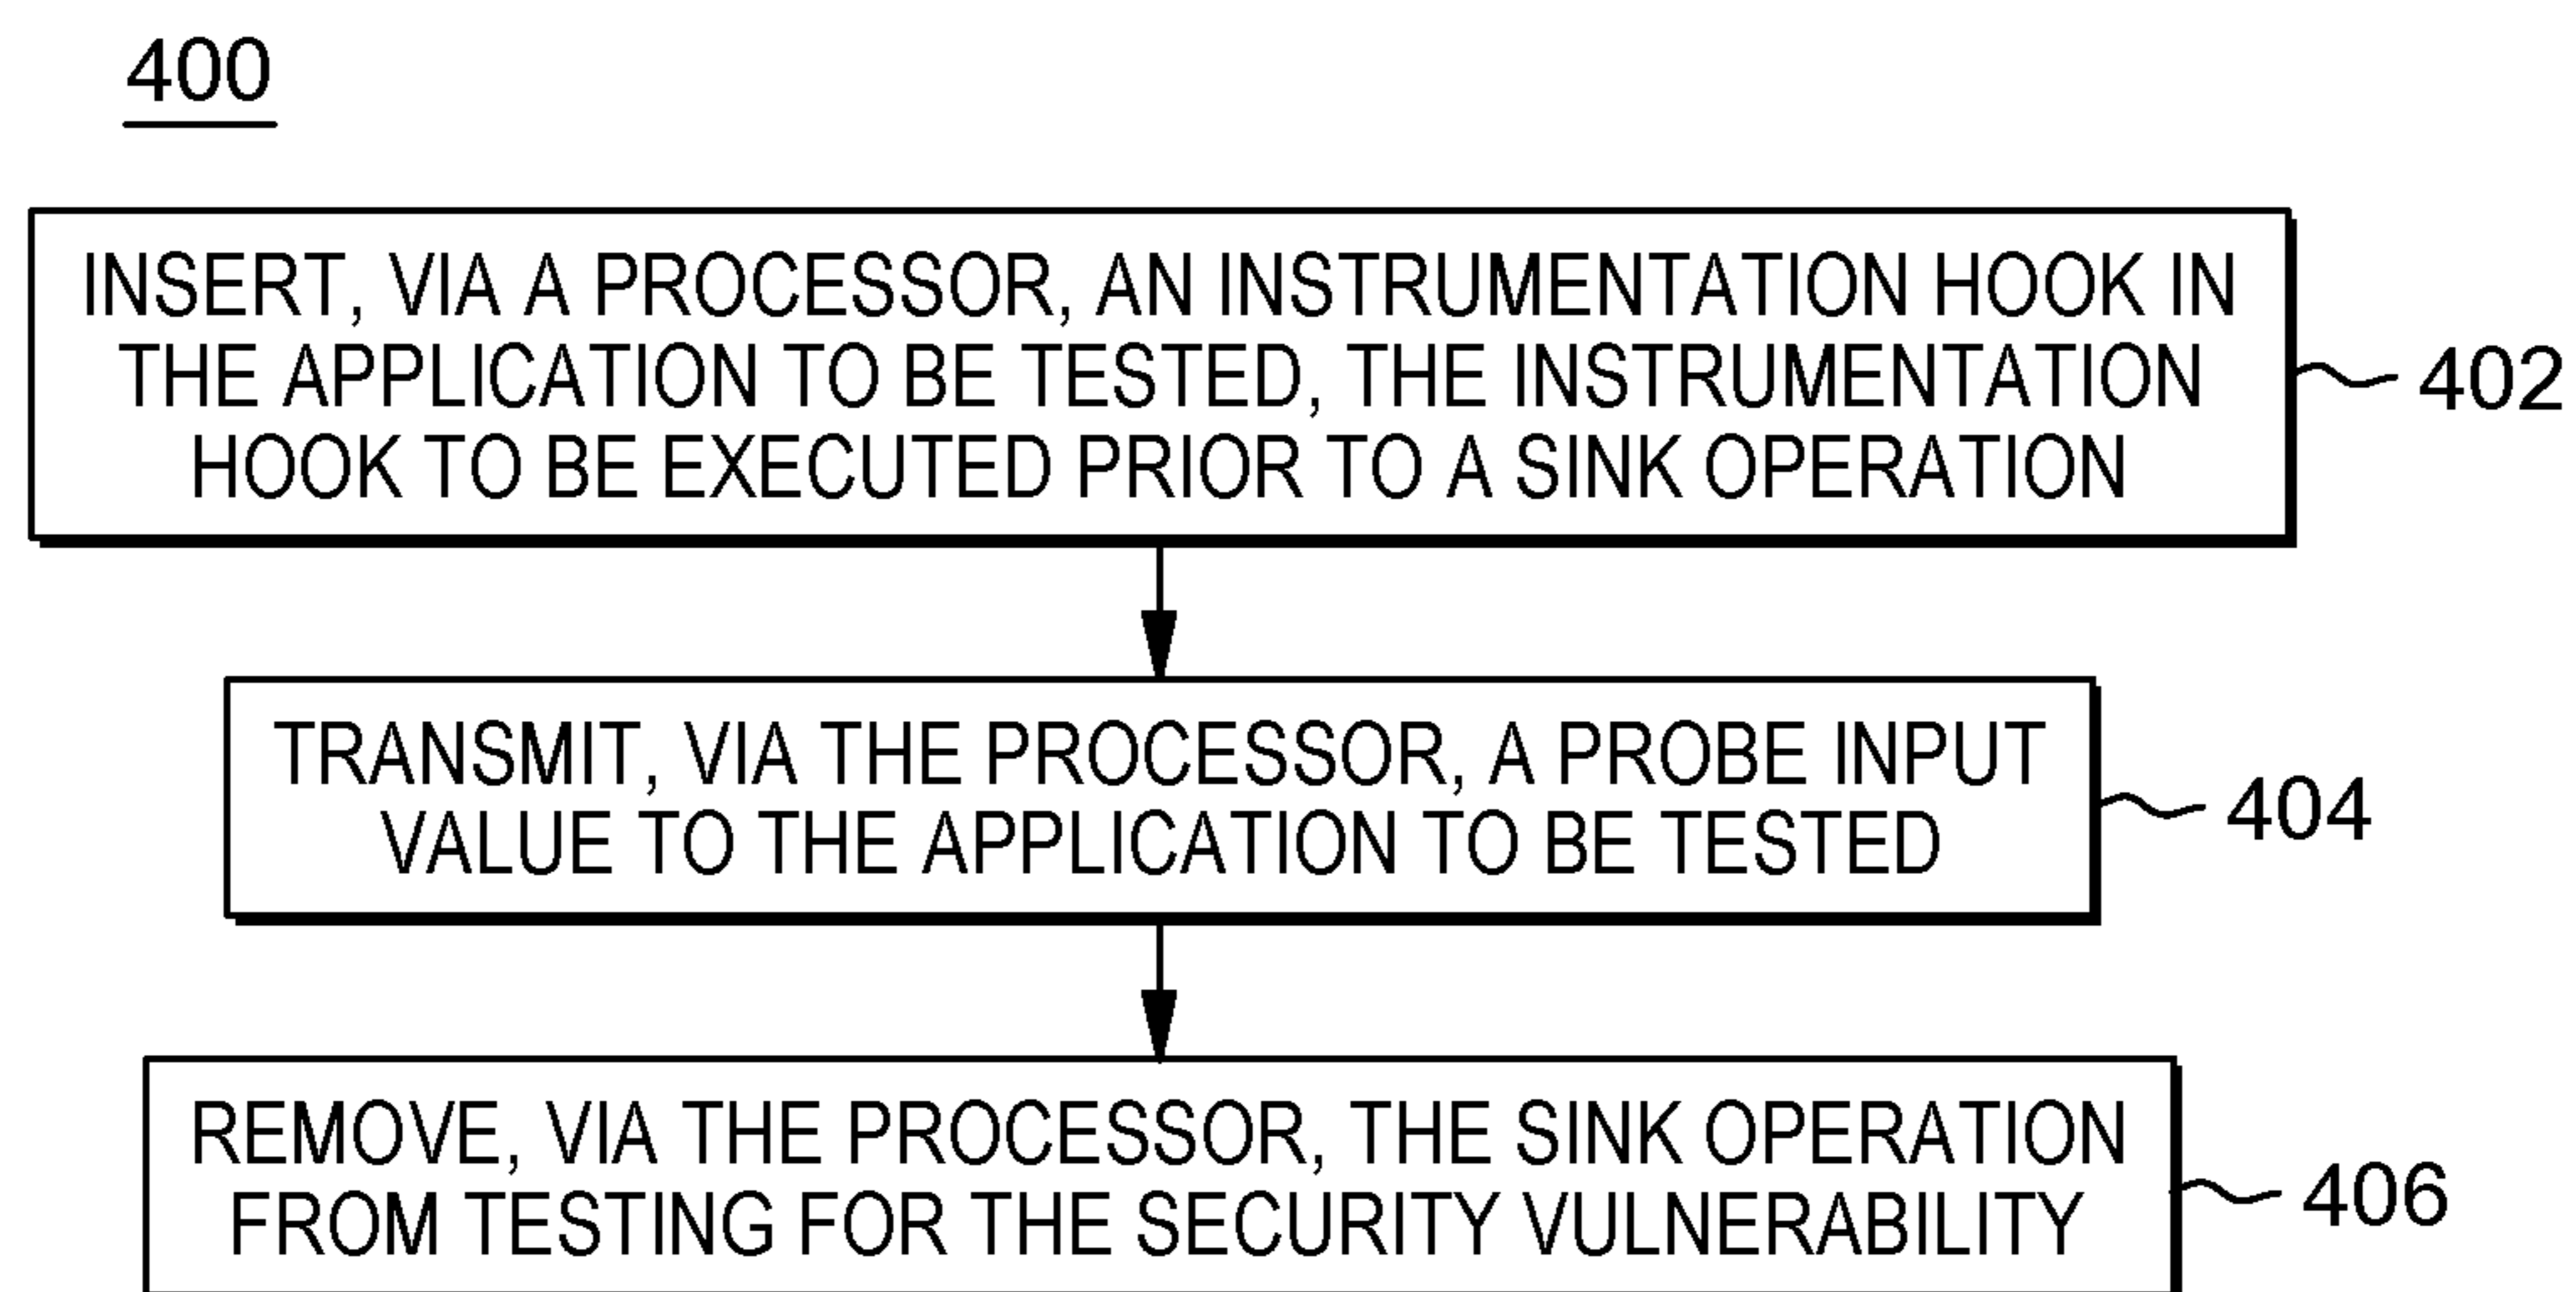 400
INSERT, VIA A PROCESSOR, AN INSTRUMENTATION HOOK IN
THE APPLICATION TO BE TESTED, THE INSTRUMENTATION
HOOK TO BE EXECUTED PRIOR TO A SINK OPERATION
402
TRANSMIT, VIA THE PROCESSOR, A PROBE INPUT
VALUE TO THE APPLICATION TO BE TESTED
404
REMOVE, VIA THE PROCESSOR, THE SINK OPERATION
FROM TESTING FOR THE SECURITY VULNERABILITY
406